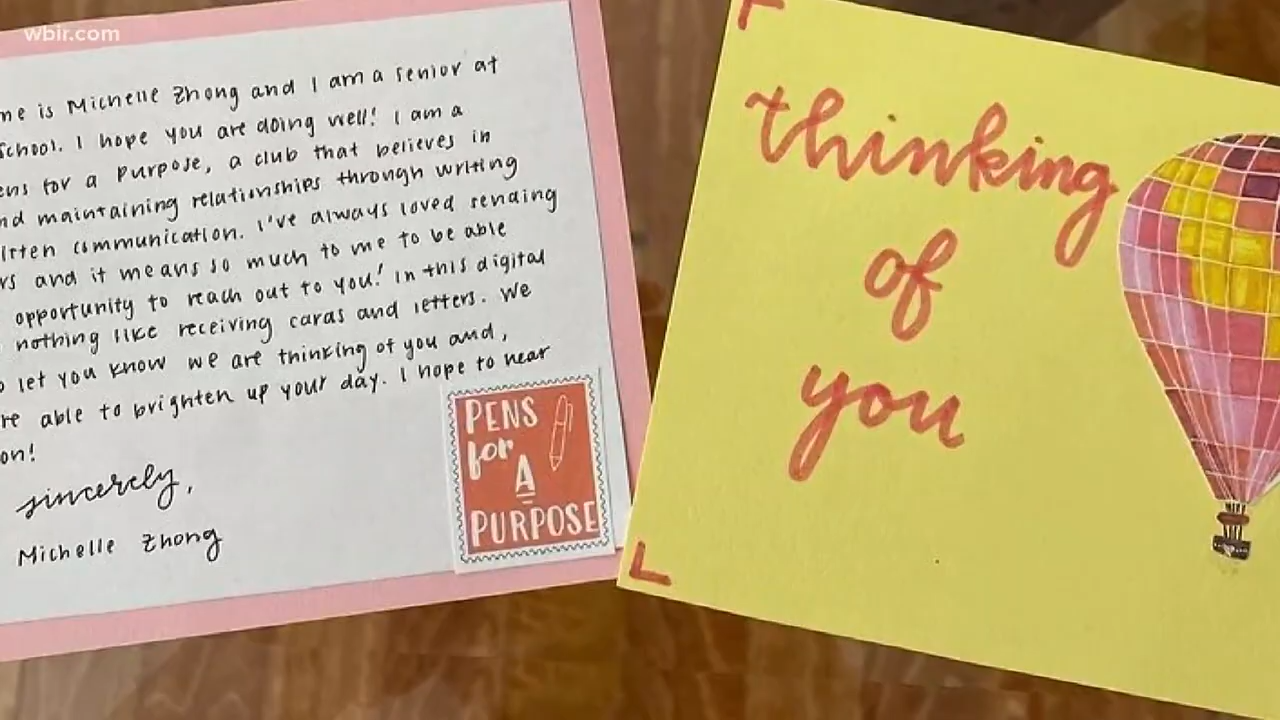 wbir.com
me is Michelle Zhong and I am a senior at
school. I hope you are doing well! I am a
ens for a Purpose, a club that believes in
nd maintaining relationships through writing
itten communication. I've always loved sending
rs and it means so much to me to be able
opportunity to reach out to you! In this digital
nothing like receiving cards and letters. We
o let you know we are thinking of you and,
re able to brighten up your day. I hope to hear
on!
sincerely,
Michelle Zhong
PENS
for
A
PURPOSE
thinking
of
you